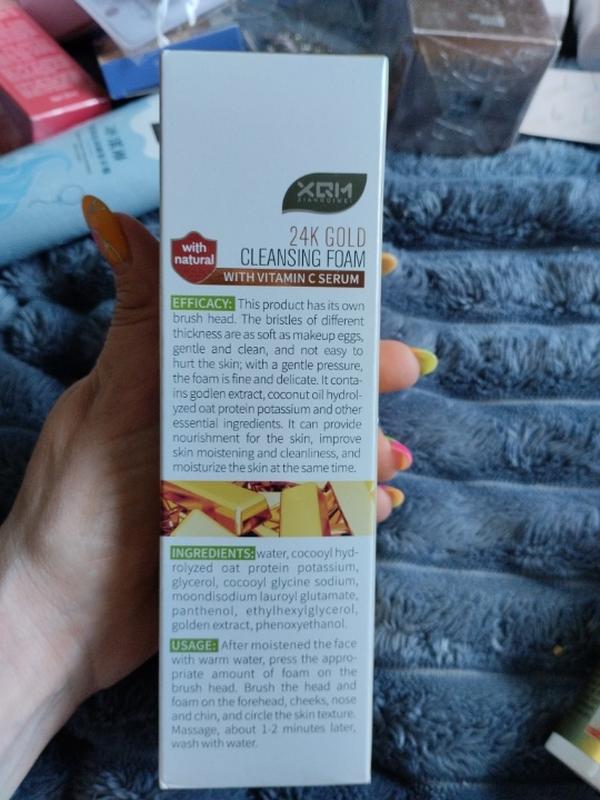 XQM
XIANGQIMEI
24K GOLD
CLEANSING FOAM
with
natural
WITH VITAMIN C SERUM
EFFICACY: This product has its own
brush head. The bristles of different
thickness are as soft as makeup eggs,
gentle and clean, and not easy to
hurt the skin; with a gentle pressure,
the foam is fine and delicate. It conta-
ins godlen extract, coconut oil hydrol-
yzed oat protein potassium and other
essential ingredients. It can provide
nourishment for the skin, improve
skin moistening and cleanliness, and
moisturize the skin at the same time.
INGREDIENTS: water, cocooyl hyd-
rolyzed oat protein potassium,
glycerol, cocooyl glycine sodium,
moondisodium lauroyl glutamate,
panthenol, ethylhexylglycerol,
golden extract, phenoxyethanol.
USAGE: After moistened the face
with warm water, press the appro-
priate amount of foam on the
brush head. Brush the head and
foam on the forehead, cheeks, nose
and chin, and circle the skin texture.
Massage, about 1-2 minutes later,
wash with water.